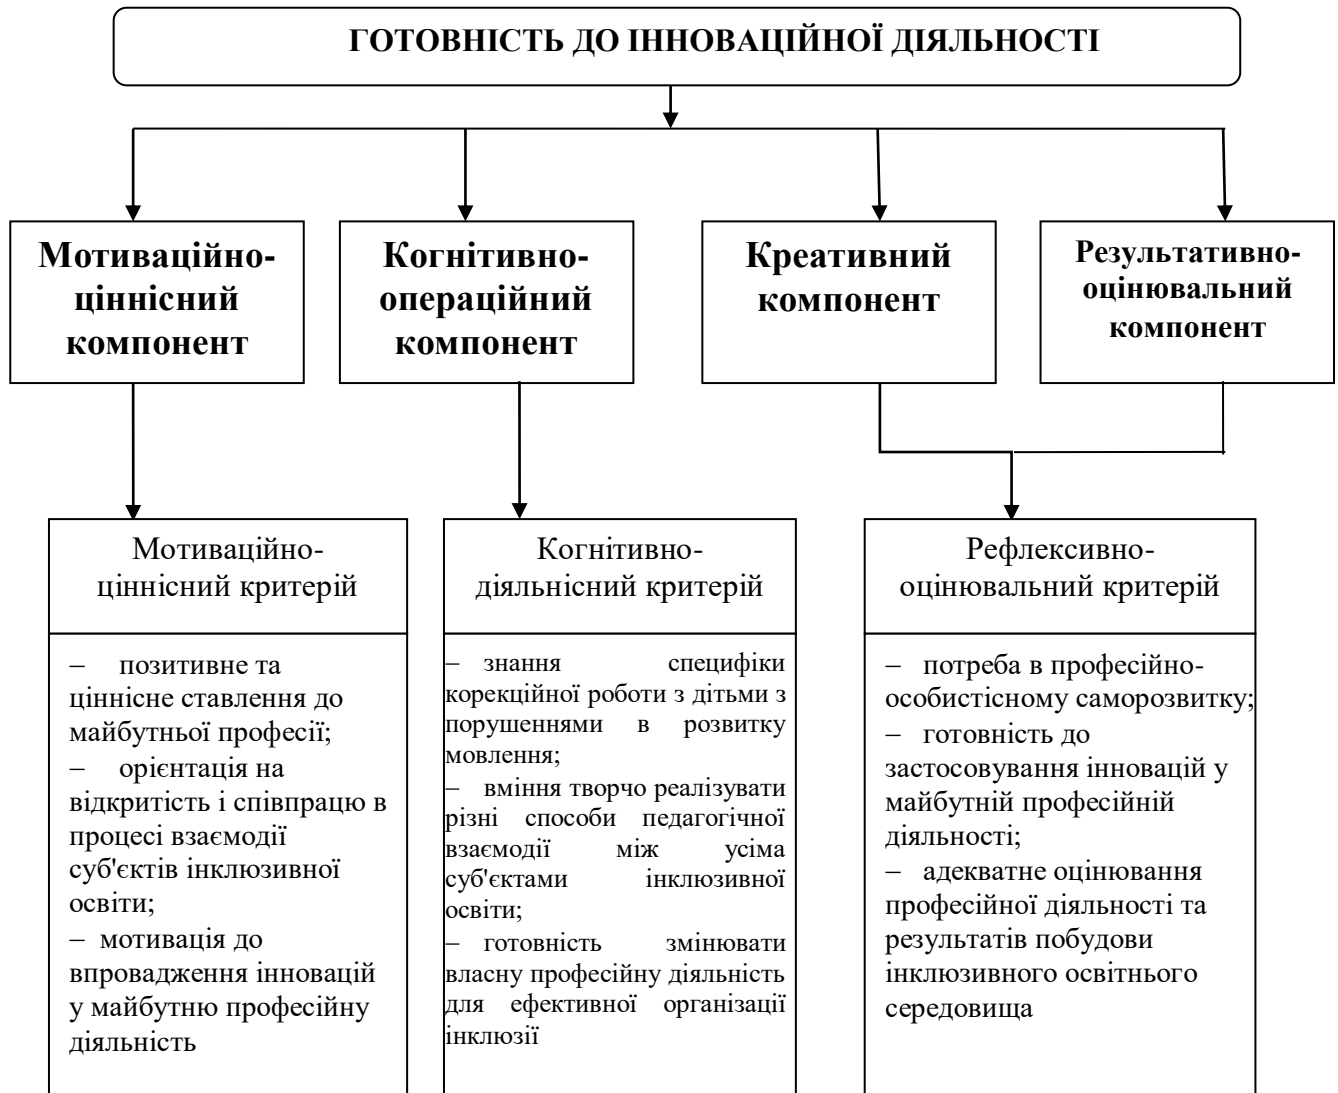 ГОТОВНІСТЬ ДО ІННОВАЦІЙНОЇ ДІЯЛЬНОСТІ
Мотиваційно-
ціннісний
компонент
Когнітивно-
операційний
компонент
Креативний
компонент
Результативно-
оцінювальний
компонент
Мотиваційно-
ціннісний критерій
– позитивне та
ціннісне ставлення до
майбутньої професії;
– орієнтація на
відкритість і співпрацю в
процесі взаємодії
суб'єктів інклюзивної
освіти;
– мотивація до
впровадження інновацій
у майбутню професійну
діяльність
Когнітивно-
діяльнісний критерій
– знання специфіки
корекційної роботи з дітьми з
порушеннями в розвитку
мовлення;
– вміння творчо реалізувати
різні способи педагогічної
взаємодії між усіма
суб'єктами інклюзивної
освіти;
– готовність змінювати
власну професійну діяльність
для ефективної організації
інклюзії
Рефлексивно-
оцінювальний критерій
– потреба в професійно-
особистісному саморозвитку;
– готовність до
застосовування інновацій у
майбутній професійній
діяльності;
– адекватне оцінювання
професійної діяльності та
результатів побудови
інклюзивного освітнього
середовища